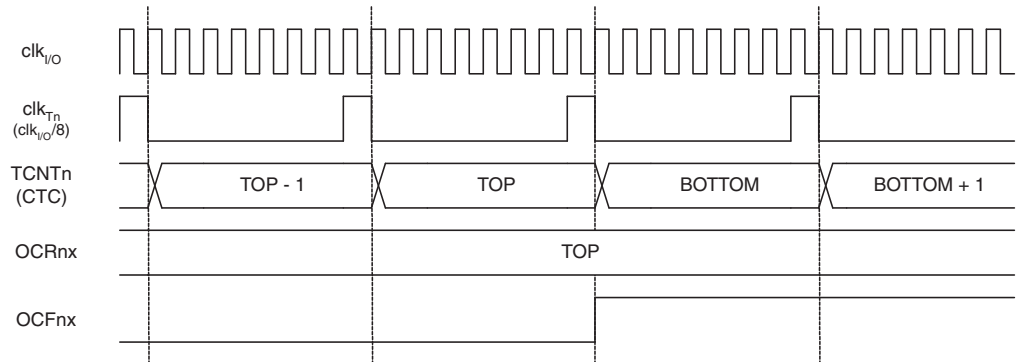 clkI/O
clkTn
(clkI/O/8)
TCNTn
(CTC)
TOP - 1
TOP
BOTTOM
BOTTOM + 1
OCRnx
TOP
OCFnx